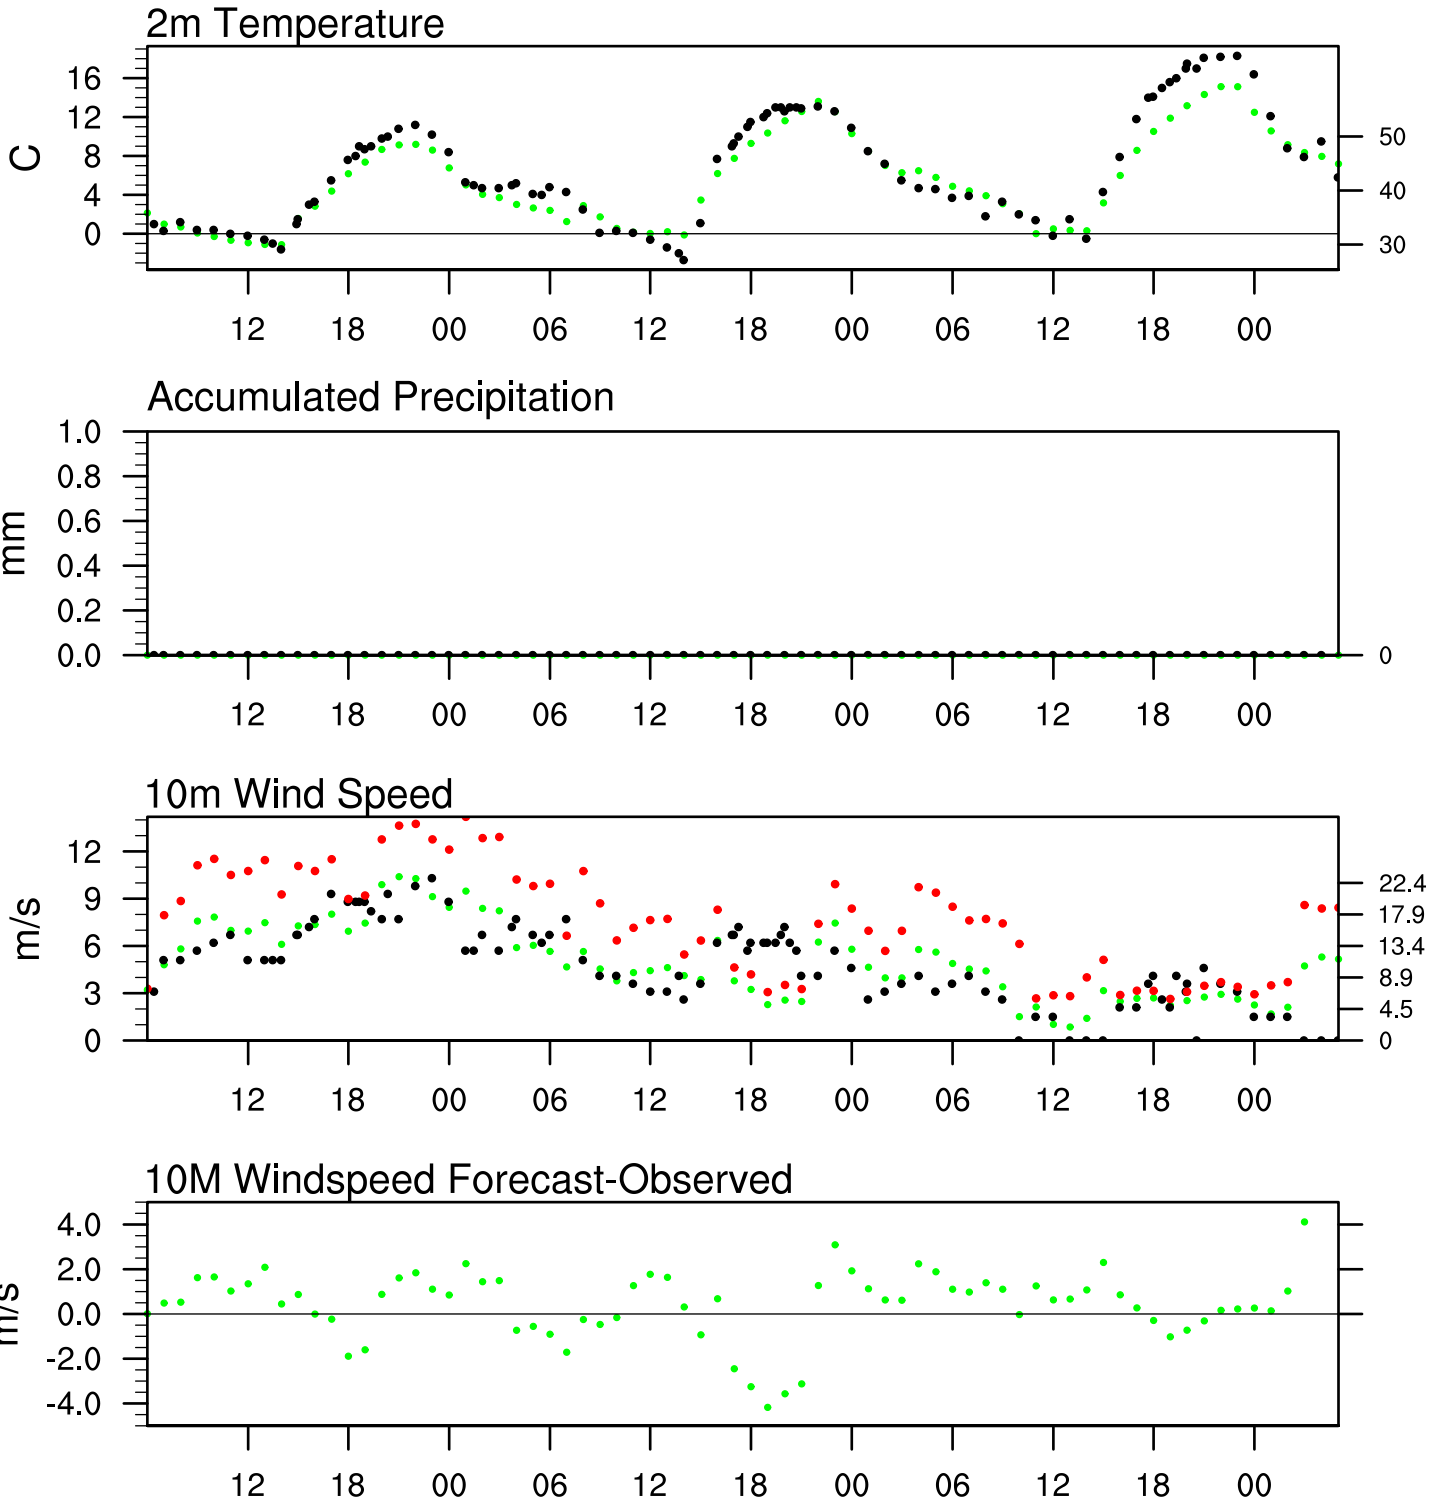 2m Temperature
16
12
8
4
0
C
50
40
30
12 18 00 06 12 18 00 06 12 18 00
Accumulated Precipitation
1.0
0.8
0.6
0.4
0.2
0.0
mm
0
12 18 00 06 12 18 00 06 12 18 00
10m Wind Speed
12
9
6
3
0
m/s
22.4
17.9
13.4
8.9
4.5
0
12 18 00 06 12 18 00 06 12 18 00
10M Windspeed Forecast-Observed
4.0
2.0
0.0
-2.0
-4.0
m/s
12 18 00 06 12 18 00 06 12 18 00